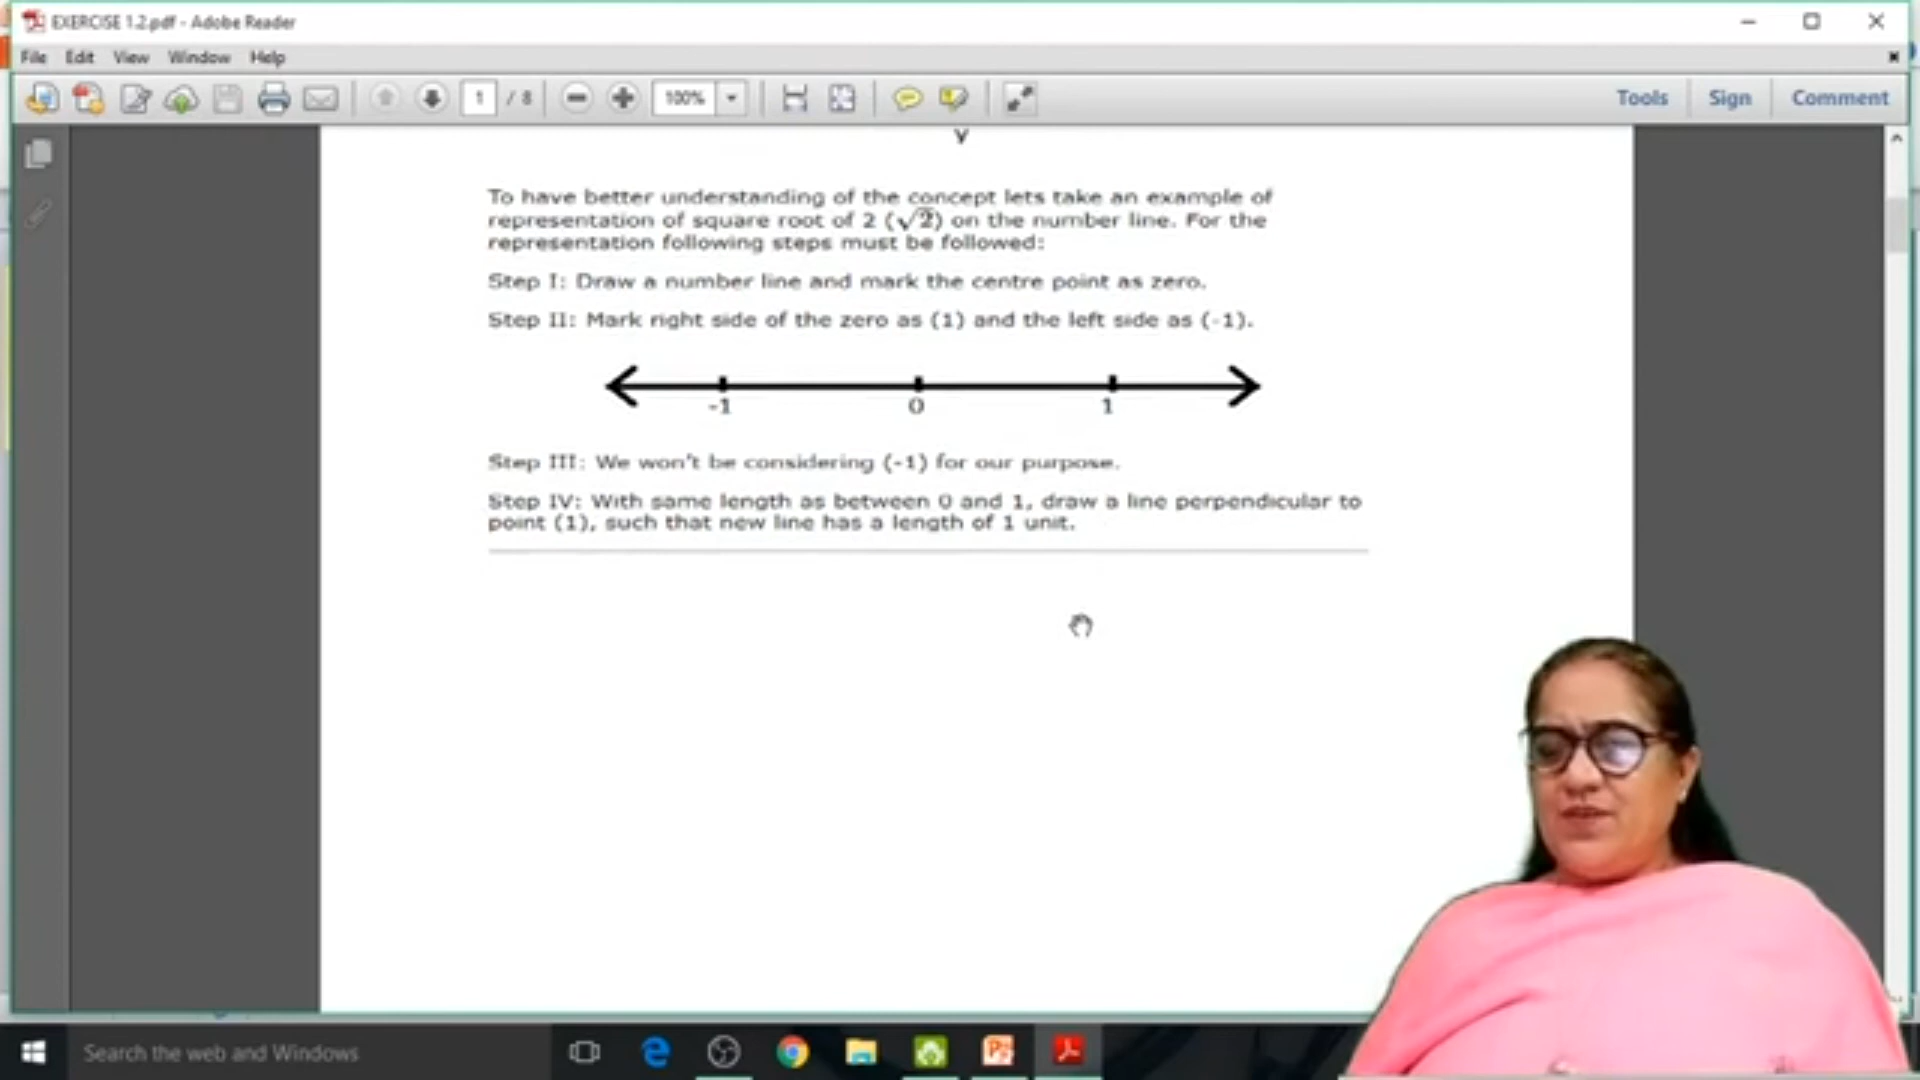 EXERCISE 1.2.pdf - Adobe Reader
File Edit View Window Help
1 / 8 100% Tools Sign Comment
To have better understanding of the concept lets take an example of
representation of square root of 2 (√2) on the number line. For the
representation following steps must be followed:
Step I: Draw a number line and mark the centre point as zero.
Step II: Mark right side of the zero as (1) and the left side as (-1).
-1 0 1
Step III: We won't be considering (-1) for our purpose.
Step IV: With same length as between 0 and 1, draw a line perpendicular to
point (1), such that new line has a length of 1 unit.
Search the web and Windows